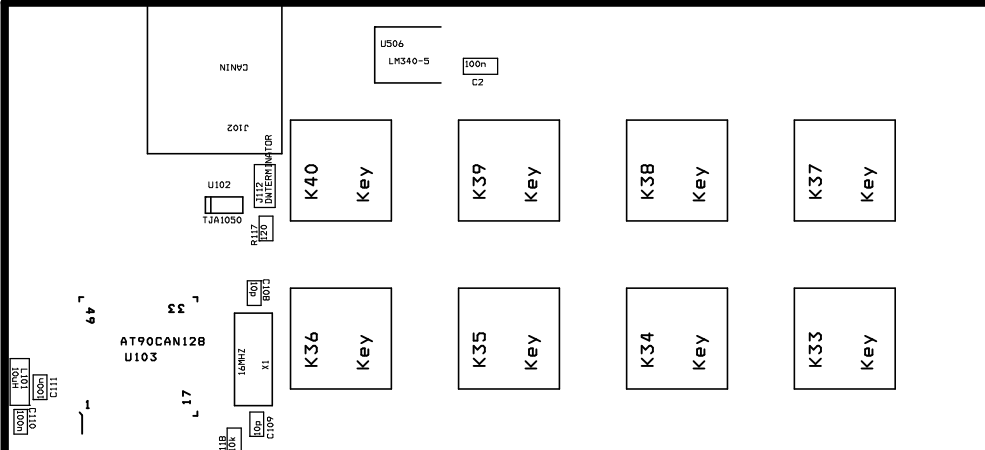 U506
LM340-5
100n
C2
CANIN
J102
U102
TJA1050
J112
DWTERMINATOR
R117
120
K40
Key
K39
Key
K38
Key
K37
Key
C108
10p
49
33
AT90CAN128
U103
16MHZ
X1
K36
Key
K35
Key
K34
Key
K33
Key
L101
10uH
100n
C111
C110
100n
1
17
10p
C109
10k